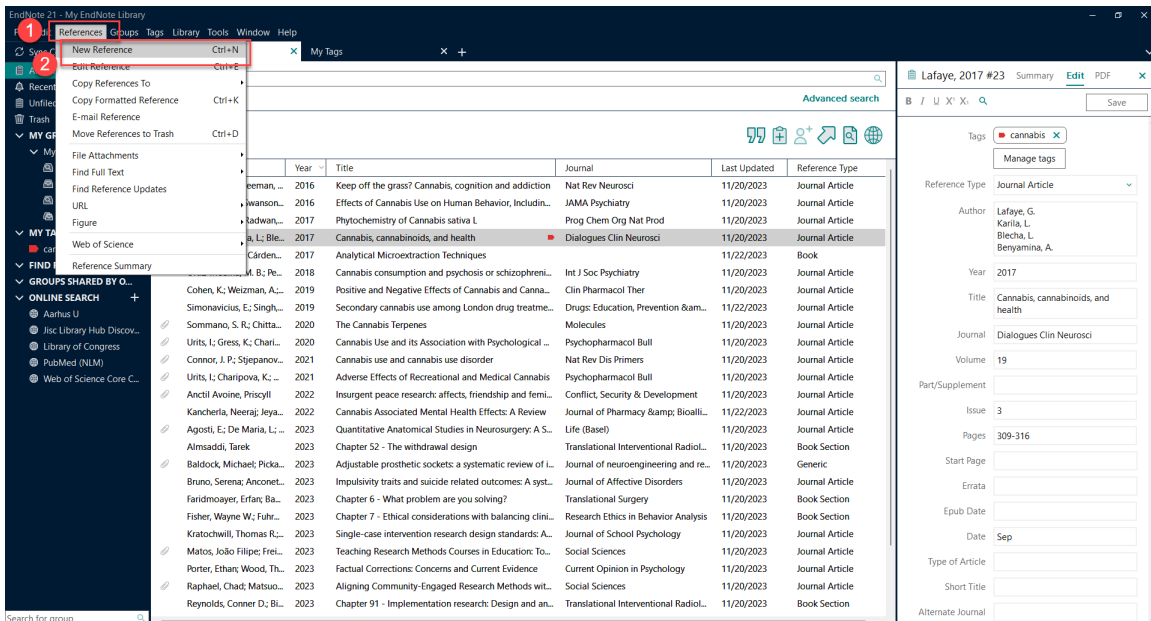 EndNote 21 - My EndNote Library
1
References Groups Tags Library Tools Window Help
2
New Reference Ctrl+N
Edit Reference Ctrl+E
Copy References To
Copy Formatted Reference Ctrl+K
E-mail Reference
Move References to Trash Ctrl+D
File Attachments
Find Full Text
Find Reference Updates
URL
Figure
Web of Science
Reference Summary
My Tags
Recent
Unfiled
Trash
MY GR
My
MY TA
can
FIND
GROUPS SHARED BY O...
ONLINE SEARCH
Aarhus U
Jisc Library Hub Discov...
Library of Congress
PubMed (NLM)
Web of Science Core C...
Search for group
Advanced search
Year Title Journal Last Updated Reference Type
eeman, ... 2016 Keep off the grass? Cannabis, cognition and addiction Nat Rev Neurosci 11/20/2023 Journal Article
Swanson... 2016 Effects of Cannabis Use on Human Behavior, Includin... JAMA Psychiatry 11/20/2023 Journal Article
Radwan,... 2017 Phytochemistry of Cannabis sativa L Prog Chem Org Nat Prod 11/20/2023 Journal Article
a, L.; Ble... 2017 Cannabis, cannabinoids, and health Dialogues Clin Neurosci 11/20/2023 Journal Article
Cárden... 2017 Analytical Microextraction Techniques 11/22/2023 Book
M. B.; Pe... 2018 Cannabis consumption and psychosis or schizophreni... Int J Soc Psychiatry 11/20/2023 Journal Article
Cohen, K.; Weizman, A.;... 2019 Positive and Negative Effects of Cannabis and Canna... Clin Pharmacol Ther 11/20/2023 Journal Article
Simonavicius, E.; Singh,... 2019 Secondary cannabis use among London drug treatme... Drugs: Education, Prevention &am... 11/22/2023 Journal Article
Sommano, S. R.; Chitta... 2020 The Cannabis Terpenes Molecules 11/20/2023 Journal Article
Urits, I.; Gress, K.; Chari... 2020 Cannabis Use and its Association with Psychological ... Psychopharmacol Bull 11/20/2023 Journal Article
Connor, J. P.; Stjepanov... 2021 Cannabis use and cannabis use disorder Nat Rev Dis Primers 11/20/2023 Journal Article
Urits, I.; Charipova, K.; ... 2021 Adverse Effects of Recreational and Medical Cannabis Psychopharmacol Bull 11/20/2023 Journal Article
Anctil Avoine, Priscyll 2022 Insurgent peace research: affects, friendship and femi... Conflict, Security & Development 11/20/2023 Journal Article
Kancherla, Neeraj; Jeya... 2022 Cannabis Associated Mental Health Effects: A Review Journal of Pharmacy &amp; Bioalli... 11/22/2023 Journal Article
Agosti, E.; De Maria, L.; ... 2023 Quantitative Anatomical Studies in Neurosurgery: A S... Life (Basel) 11/20/2023 Journal Article
Almsaddi, Tarek 2023 Chapter 52 - The withdrawal design Translational Interventional Radiol... 11/20/2023 Book Section
Baldock, Michael; Picka... 2023 Adjustable prosthetic sockets: a systematic review of i... Journal of neuroengineering and re... 11/20/2023 Generic
Bruno, Serena; Anconet... 2023 Impulsivity traits and suicide related outcomes: A syst... Journal of Affective Disorders 11/20/2023 Journal Article
Faridmoayer, Erfan; Ba... 2023 Chapter 6 - What problem are you solving? Translational Surgery 11/20/2023 Book Section
Fisher, Wayne W.; Fuhr... 2023 Chapter 7 - Ethical considerations with balancing clini... Research Ethics in Behavior Analysis 11/20/2023 Book Section
Kratochwill, Thomas R.;... 2023 Single-case intervention research design standards: A... Journal of School Psychology 11/20/2023 Journal Article
Matos, João Filipe; Frei... 2023 Teaching Research Methods Courses in Education: To... Social Sciences 11/20/2023 Journal Article
Porter, Ethan; Wood, Th... 2023 Factual Corrections: Concerns and Current Evidence Current Opinion in Psychology 11/20/2023 Journal Article
Raphael, Chad; Matsuo... 2023 Aligning Community-Engaged Research Methods wit... Social Sciences 11/20/2023 Journal Article
Reynolds, Conner D.; Bi... 2023 Chapter 91 - Implementation research: Design and an... Translational Interventional Radiol... 11/20/2023 Book Section
Lafaye, 2017 #23 Summary Edit PDF
B I U X¹ X₁ Save
Tags cannabis
Manage tags
Reference Type Journal Article
Author Lafaye, G.
Karila, L.
Blecha, L.
Benyamina, A.
Year 2017
Title Cannabis, cannabinoids, and
health
Journal Dialogues Clin Neurosci
Volume 19
Part/Supplement
Issue 3
Pages 309-316
Start Page
Errata
Epub Date
Date Sep
Type of Article
Short Title
Alternate Journal